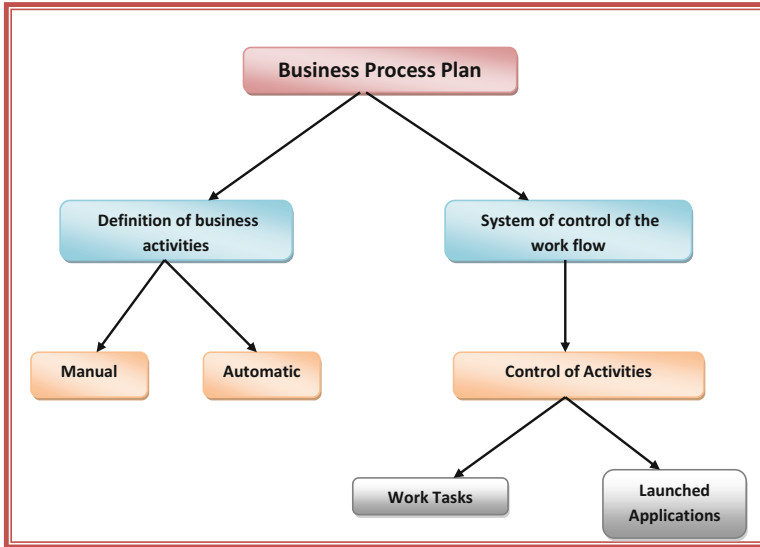 Business Process Plan
Definition of business
activities
System of control of the
work flow
Manual
Automatic
Control of Activities
Work Tasks
Launched
Applications